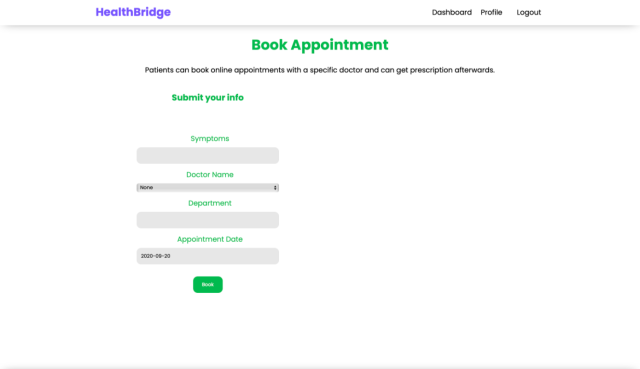 HealthBridge
Dashboard Profile Logout
Book Appointment
Patients can book online appointments with a specific doctor and can get prescription afterwards.
Submit your info
Symptoms
Doctor Name
None
Department
Appointment Date
2020-09-20
Book